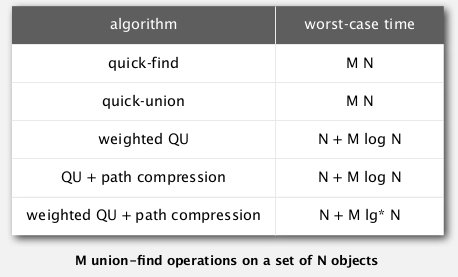 algorithm worst-case time
quick-find M N
quick-union M N
weighted QU N + M log N
QU + path compression N + M log N
weighted QU + path compression N + M lg* N
M union-find operations on a set of N objects